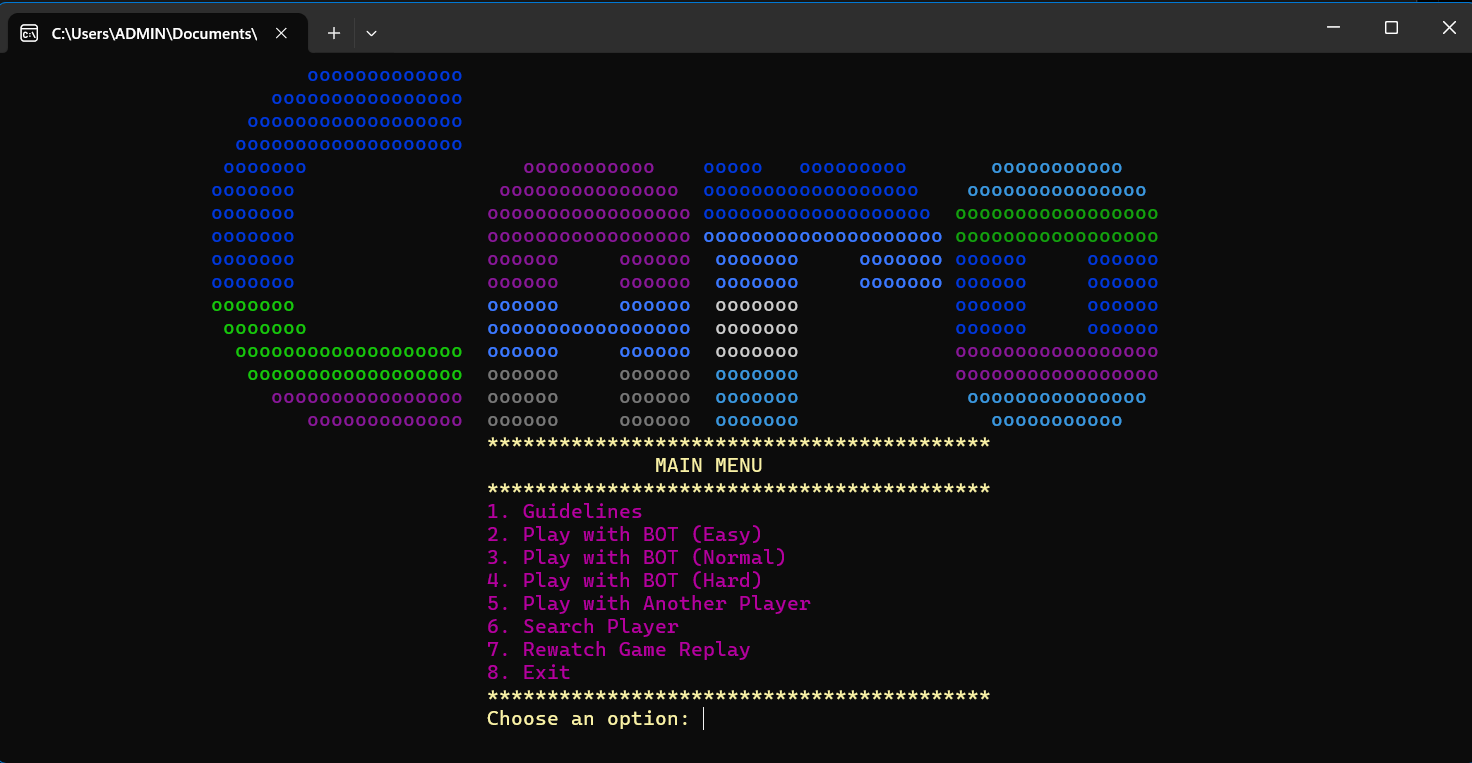 C:\Users\ADMIN\Documents\
Caro
******************************************
MAIN MENU
******************************************
1. Guidelines
2. Play with BOT (Easy)
3. Play with BOT (Normal)
4. Play with BOT (Hard)
5. Play with Another Player
6. Search Player
7. Rewatch Game Replay
8. Exit
******************************************
Choose an option: